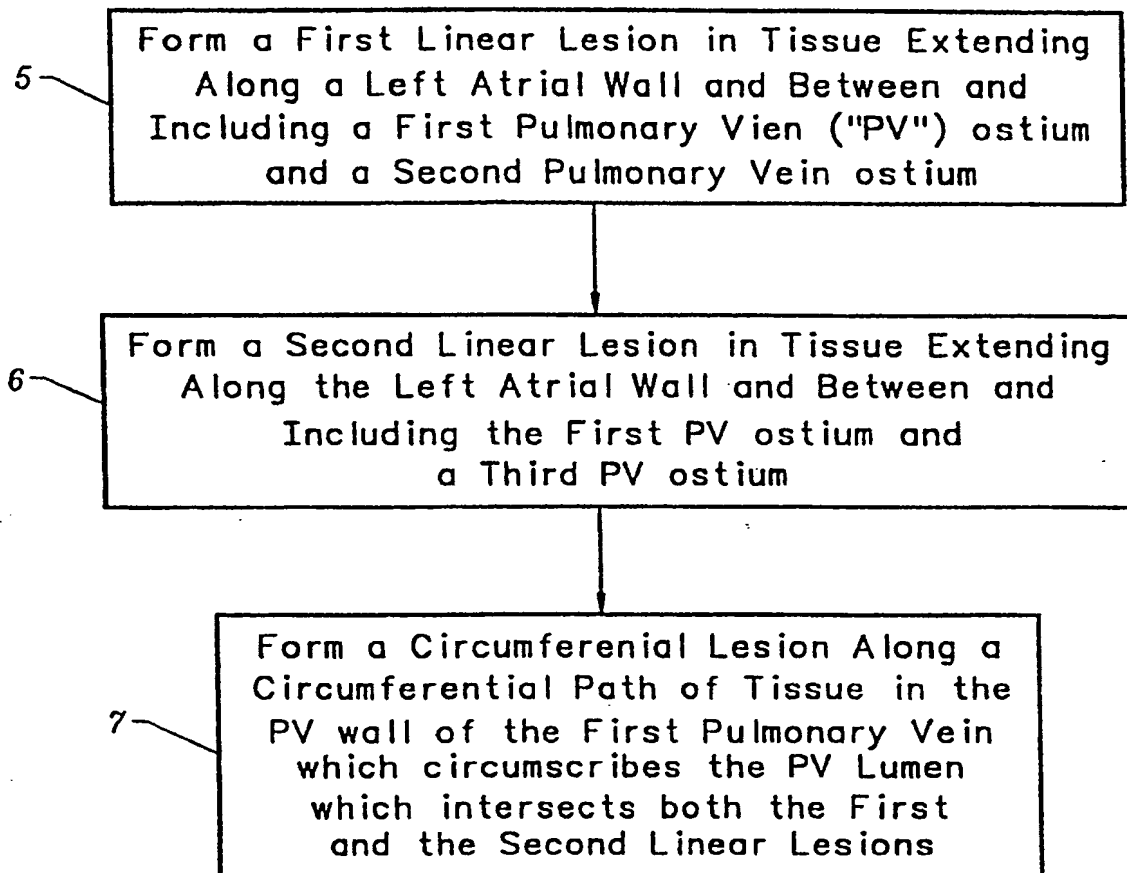 5
Form a First Linear Lesion in Tissue Extending
Along a Left Atrial Wall and Between and
Including a First Pulmonary Vien ("PV") ostium
and a Second Pulmonary Vein ostium
6
Form a Second Linear Lesion in Tissue Extending
Along the Left Atrial Wall and Between and
Including the First PV ostium and
a Third PV ostium
7
Form a Circumferenial Lesion Along a
Circumferential Path of Tissue in the
PV wall of the First Pulmonary Vein
which circumscribes the PV Lumen
which intersects both the First
and the Second Linear Lesions